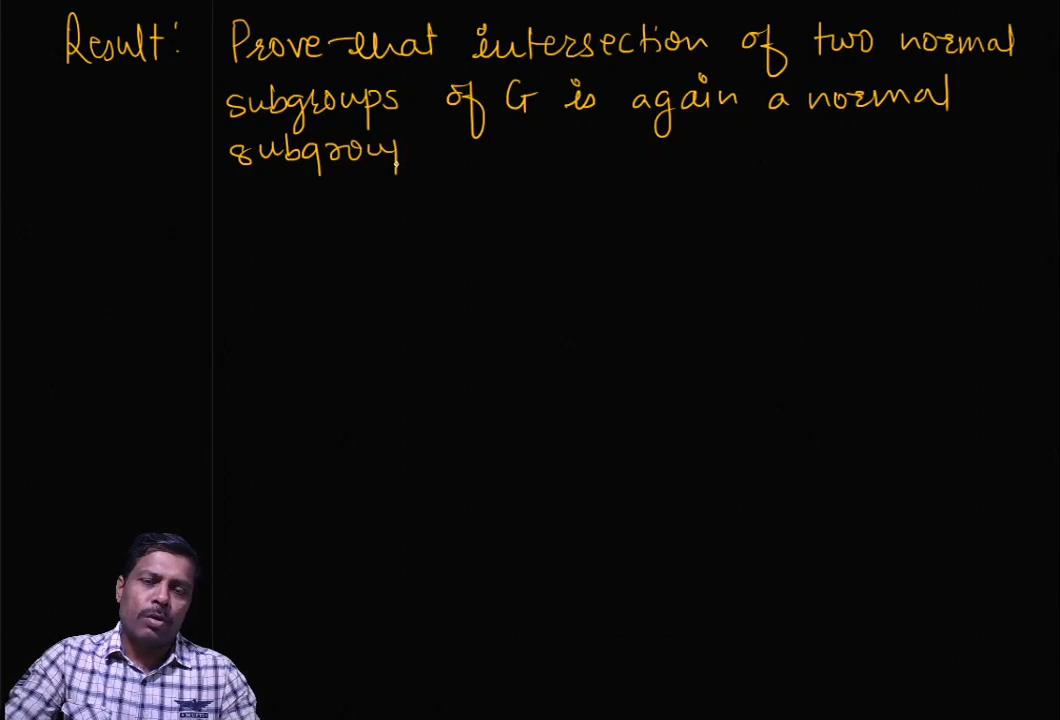 Result: Prove that intersection of two normal
subgroups of G is again a normal
subgroup